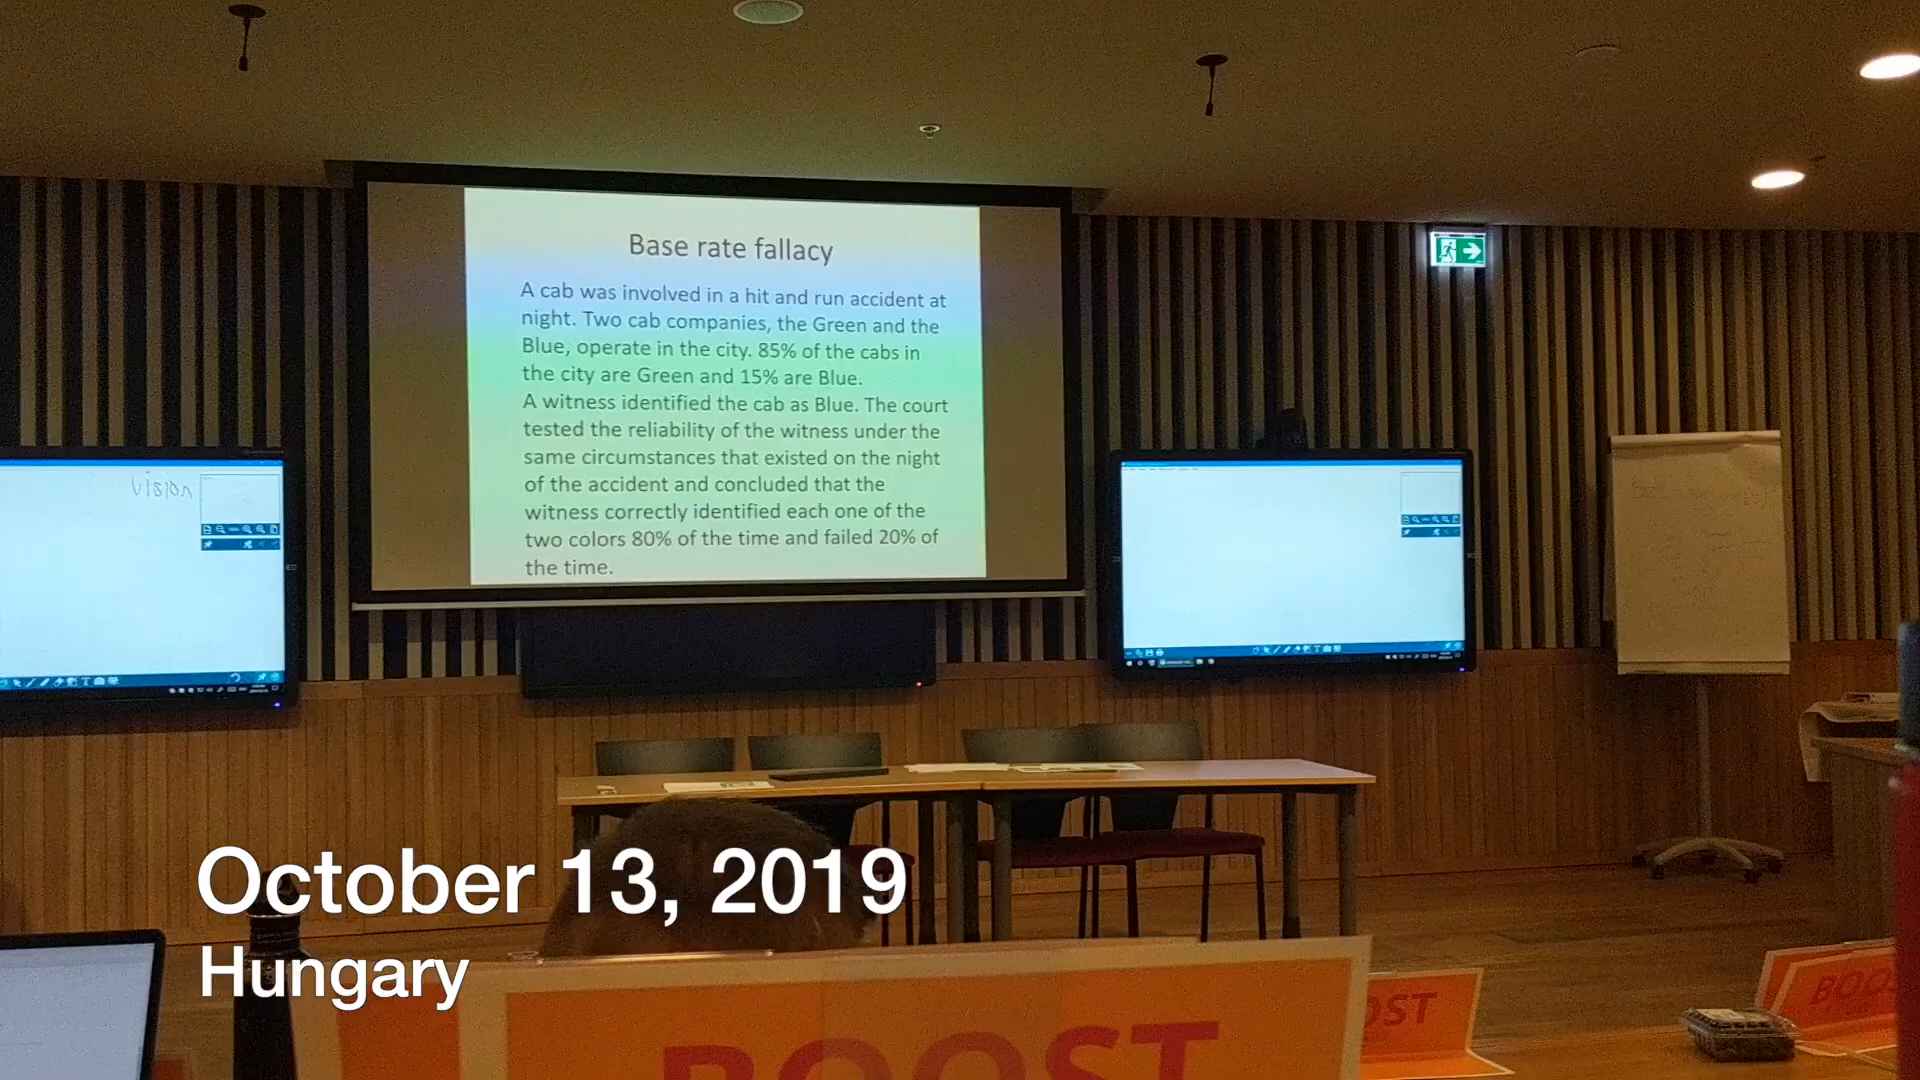 Base rate fallacy
A cab was involved in a hit and run accident at
night. Two cab companies, the Green and the
Blue, operate in the city. 85% of the cabs in
the city are Green and 15% are Blue.
A witness identified the cab as Blue. The court
tested the reliability of the witness under the
same circumstances that existed on the night
of the accident and concluded that the
witness correctly identified each one of the
two colors 80% of the time and failed 20% of
the time.
vision
October 13, 2019
Hungary
BOOST
OST
BOOS